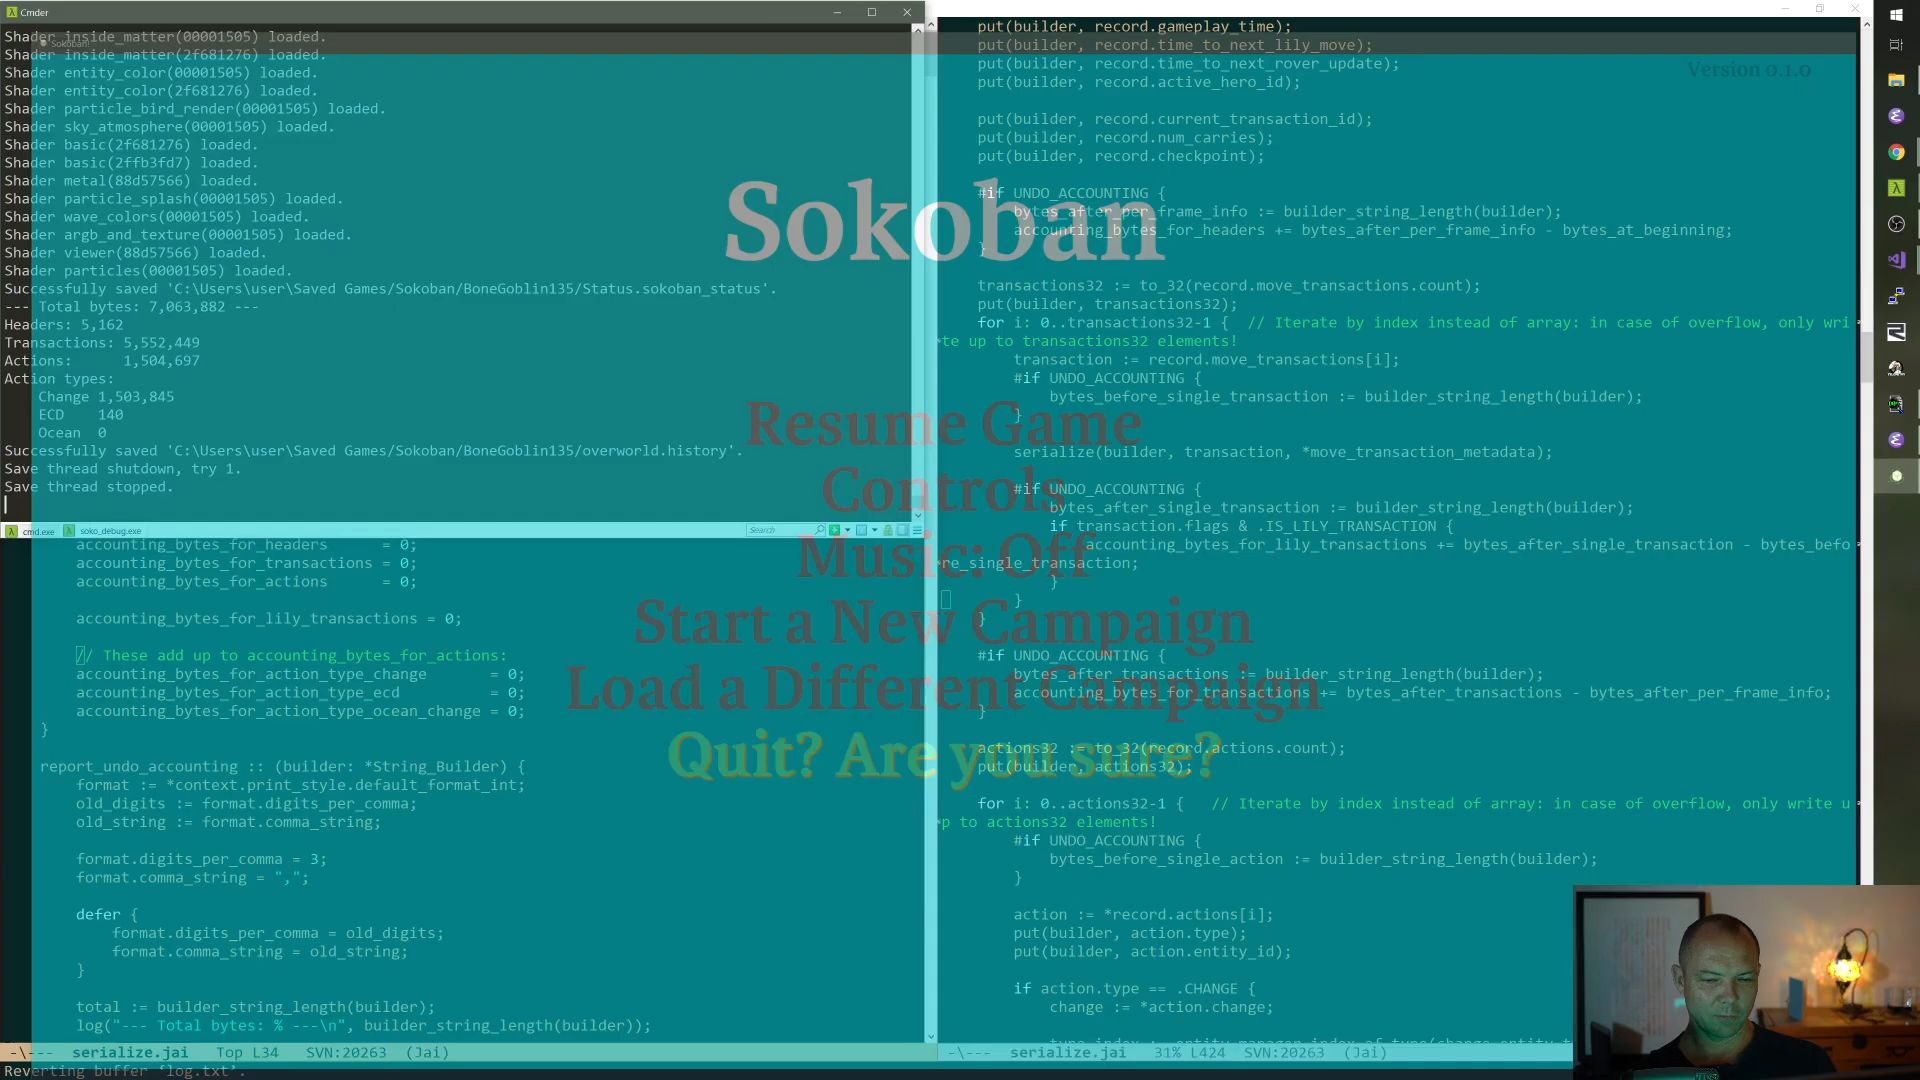 Cmder
Shader inside_matter(00001505) loaded.
Sokoban!
Shader inside_matter(2f681276) loaded.
Shader entity_color(00001505) loaded.
Shader entity_color(2f681276) loaded.
Shader particle_bird_render(00001505) loaded.
Shader sky_atmosphere(00001505) loaded.
Shader basic(2f681276) loaded.
Shader basic(2ffb3fd7) loaded.
Shader metal(88d57566) loaded.
Shader particle_splash(00001505) loaded.
Shader wave_colors(00001505) loaded.
Shader argb_and_texture(00001505) loaded.
Shader viewer(88d57566) loaded.
Shader particles(00001505) loaded.
Successfully saved 'C:\Users\user\Saved Games/Sokoban/BoneGoblin135/Status.sokoban_status'.
--- Total bytes: 7,063,882 ---
Headers: 5,162
Transactions: 5,552,449
Actions: 1,504,697
Action types:
Change 1,503,845
ECD 140
Ocean 0
Successfully saved 'C:\Users\user\Saved Games/Sokoban/BoneGoblin135/overworld.history'.
Save thread shutdown, try 1.
Save thread stopped.
cmd.exe soko_debug.exe Search
accounting_bytes_for_headers = 0;
accounting_bytes_for_transactions = 0;
accounting_bytes_for_actions = 0;
accounting_bytes_for_lily_transactions = 0;
// These add up to accounting_bytes_for_actions:
accounting_bytes_for_action_type_change = 0;
accounting_bytes_for_action_type_ecd = 0;
accounting_bytes_for_action_type_ocean_change = 0;
}
report_undo_accounting :: (builder: *String_Builder) {
format := *context.print_style.default_format_int;
old_digits := format.digits_per_comma;
old_string := format.comma_string;
format.digits_per_comma = 3;
format.comma_string = ",";
defer {
format.digits_per_comma = old_digits;
format.comma_string = old_string;
}
total := builder_string_length(builder);
log("--- Total bytes: % ---\n", builder_string_length(builder));
-\--- serialize.jai Top L34 SVN:20263 (Jai)
Reverting buffer ‘log.txt’.
Version 0.1.0
Sokoban
Resume Game
Controls
Music: Off
Start a New Campaign
Load a Different Campaign
Quit? Are you sure?
put(builder, record.gameplay_time);
put(builder, record.time_to_next_lily_move);
put(builder, record.time_to_next_rover_update);
put(builder, record.active_hero_id);
put(builder, record.current_transaction_id);
put(builder, record.num_carries);
put(builder, record.checkpoint);
#if UNDO_ACCOUNTING {
bytes_after_per_frame_info := builder_string_length(builder);
accounting_bytes_for_headers += bytes_after_per_frame_info - bytes_at_beginning;
}
transactions32 := to_32(record.move_transactions.count);
put(builder, transactions32);
for i: 0..transactions32-1 { // Iterate by index instead of array: in case of overflow, only wri
te up to transactions32 elements!
transaction := record.move_transactions[i];
#if UNDO_ACCOUNTING {
bytes_before_single_transaction := builder_string_length(builder);
}
serialize(builder, transaction, *move_transaction_metadata);
#if UNDO_ACCOUNTING {
bytes_after_single_transaction := builder_string_length(builder);
if transaction.flags & .IS_LILY_TRANSACTION {
accounting_bytes_for_lily_transactions += bytes_after_single_transaction - bytes_befo
re_single_transaction;
}
}
}
#if UNDO_ACCOUNTING {
bytes_after_transactions := builder_string_length(builder);
accounting_bytes_for_transactions += bytes_after_transactions - bytes_after_per_frame_info;
}
actions32 := to_32(record.actions.count);
put(builder, actions32);
for i: 0..actions32-1 { // Iterate by index instead of array: in case of overflow, only write u
p to actions32 elements!
#if UNDO_ACCOUNTING {
bytes_before_single_action := builder_string_length(builder);
}
action := *record.actions[i];
put(builder, action.type);
put(builder, action.entity_id);
if action.type == .CHANGE {
change := *action.change;
-\--- serialize.jai 31% L424 SVN:20263 (Jai)